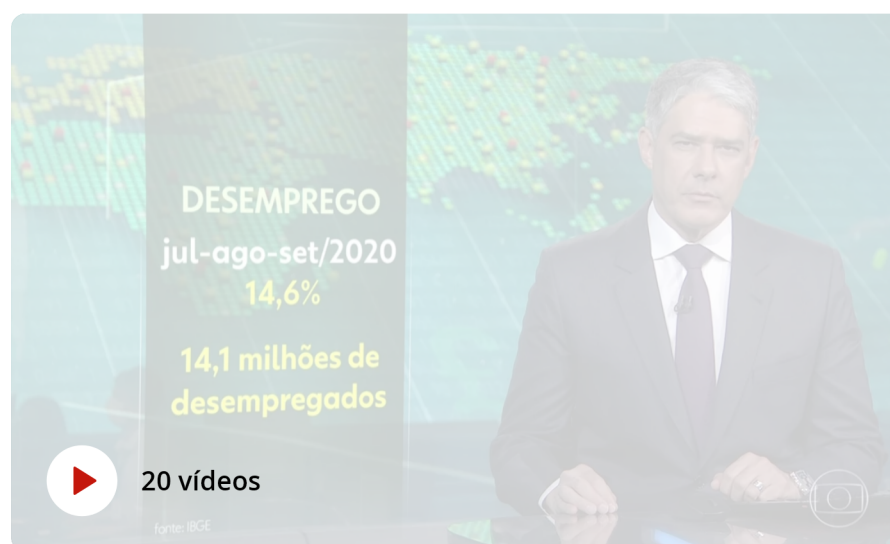 DESEMPREGO
jul-ago-set/2020
14,6%
14,1 milhões de
desempregados
20 vídeos
fonte: IBGE